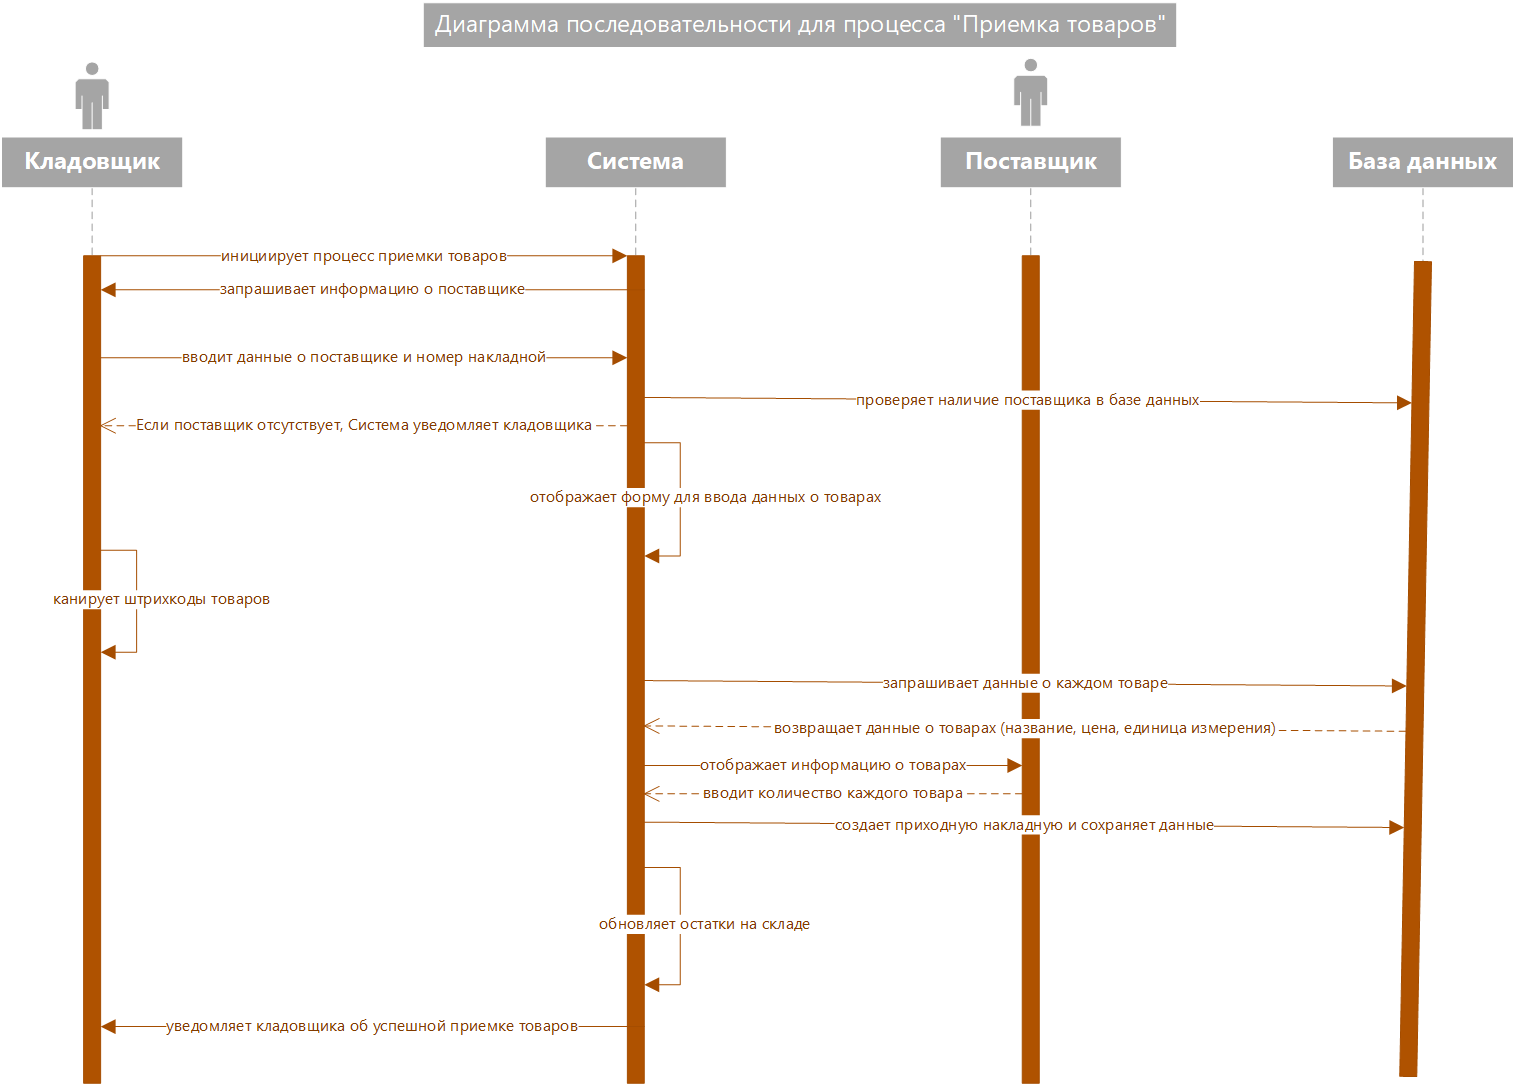 Диаграмма последовательности для процесса "Приемка товаров"
Кладовщик
Система
Поставщик
База данных
инициирует процесс приемки товаров
запрашивает информацию о поставщике
вводит данные о поставщике и номер накладной
проверяет наличие поставщика в базе данных
Если поставщик отсутствует, Система уведомляет кладовщика
отображает форму для ввода данных о товарах
канирует штрихкоды товаров
запрашивает данные о каждом товаре
возвращает данные о товарах (название, цена, единица измерения)
отображает информацию о товарах
вводит количество каждого товара
создает приходную накладную и сохраняет данные
обновляет остатки на складе
уведомляет кладовщика об успешной приемке товаров